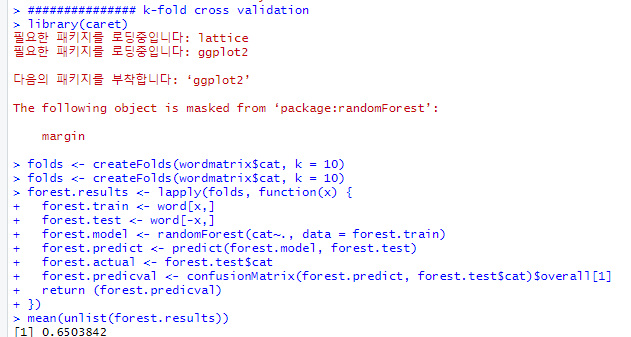 > ############### k-fold cross validation
> library(caret)
필요한 패키지를 로딩중입니다: lattice
필요한 패키지를 로딩중입니다: ggplot2
다음의 패키지를 부착합니다: ‘ggplot2’
The following object is masked from ‘package:randomForest’:
margin
> folds <- createFolds(wordmatrix$cat, k = 10)
> folds <- createFolds(wordmatrix$cat, k = 10)
> forest.results <- lapply(folds, function(x) {
+   forest.train <- word[x,]
+   forest.test <- word[-x,]
+   forest.model <- randomForest(cat~., data = forest.train)
+   forest.predict <- predict(forest.model, forest.test)
+   forest.actual <- forest.test$cat
+   forest.predicval <- confusionMatrix(forest.predict, forest.test$cat)$overall[1]
+   return (forest.predicval)
+ })
> mean(unlist(forest.results))
[1] 0.6503842